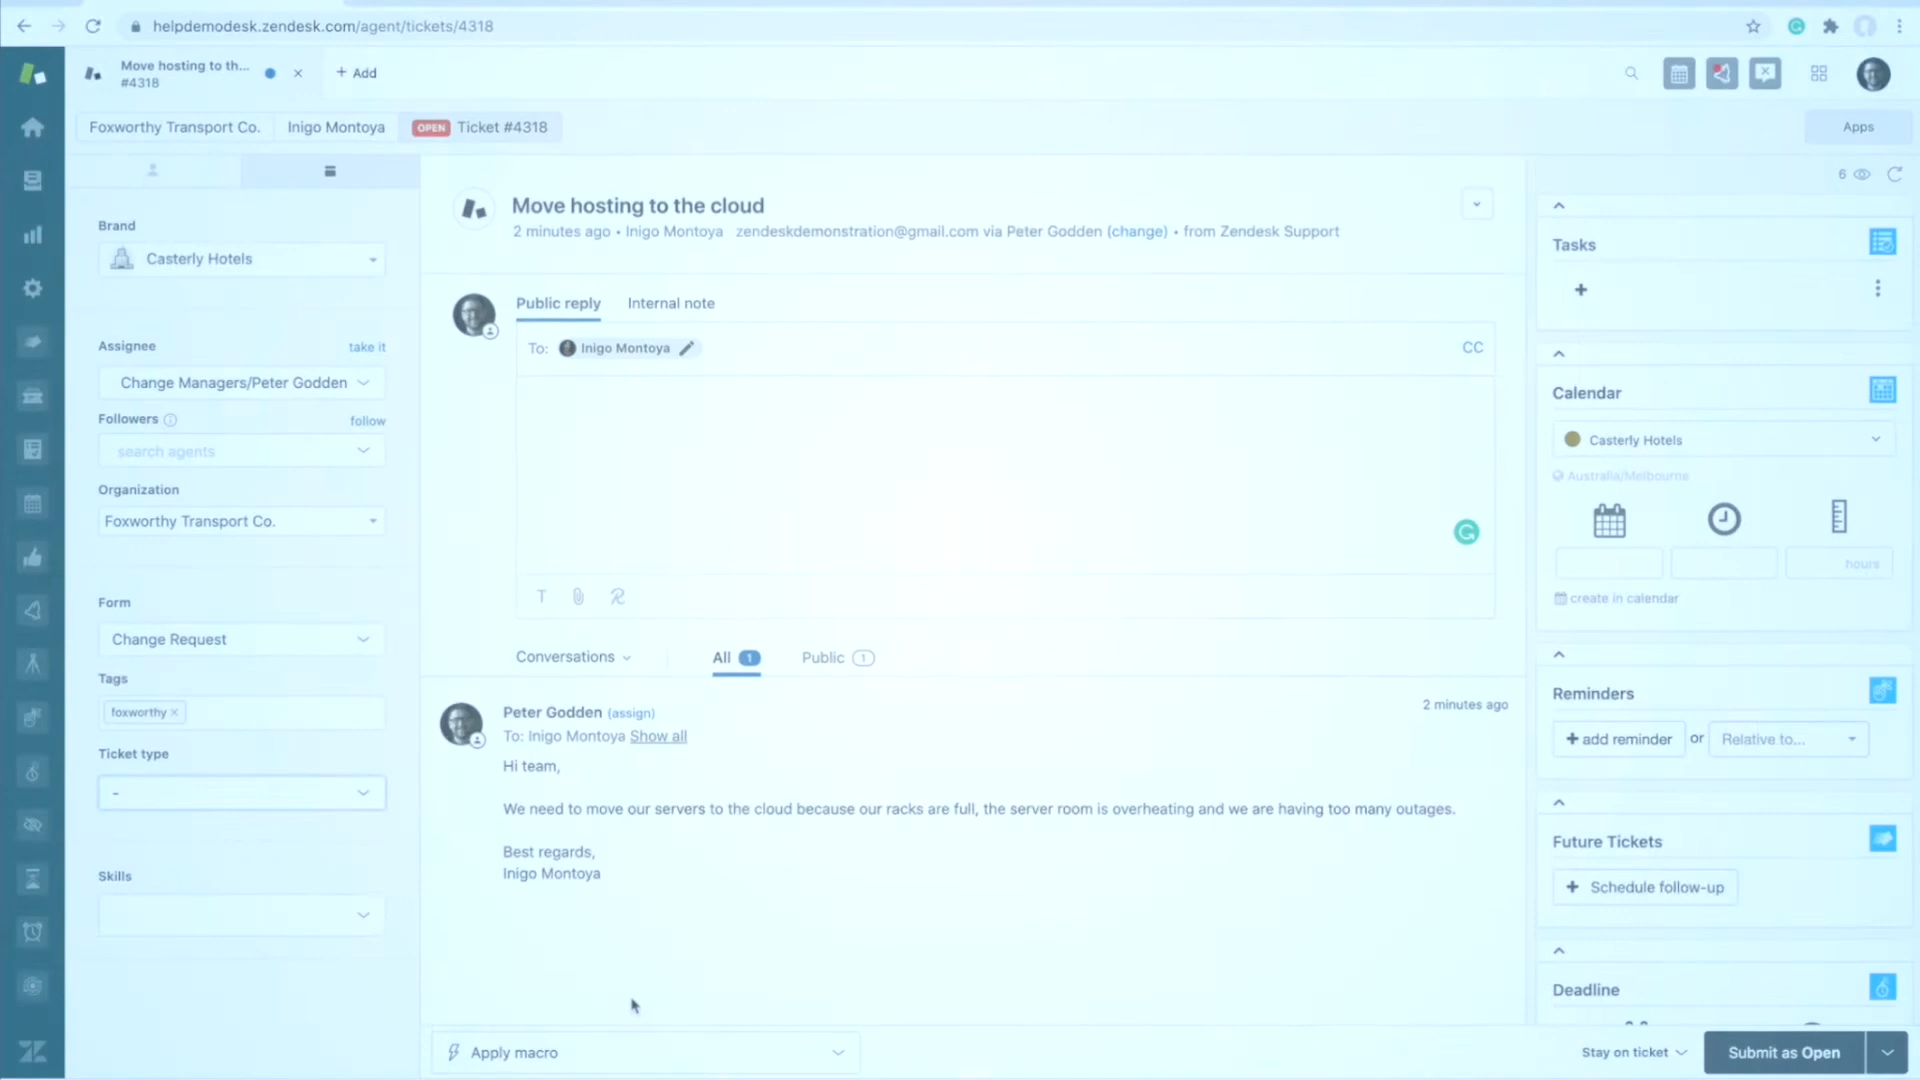 helpdemodesk.zendesk.com/agent/tickets/4318
Move hosting to th...
#4318
+ Add
Foxworthy Transport Co.
Inigo Montoya
OPEN Ticket #4318
Apps
Brand
Casterly Hotels
Assignee
take it
Change Managers/Peter Godden
Followers
follow
search agents
Organization
Foxworthy Transport Co.
Form
Change Request
Tags
foxworthy ×
Ticket type
-
Skills
Move hosting to the cloud
2 minutes ago • Inigo Montoya zendeskdemonstration@gmail.com via Peter Godden (change) • from Zendesk Support
Public reply
Internal note
To: Inigo Montoya
CC
Conversations
All 1
Public 1
Peter Godden (assign)
2 minutes ago
To: Inigo Montoya Show all
Hi team,
We need to move our servers to the cloud because our racks are full, the server room is overheating and we are having too many outages.
Best regards,
Inigo Montoya
Apply macro
6
Tasks
+
Calendar
Casterly Hotels
Australia/Melbourne
hours
create in calendar
Reminders
+ add reminder or Relative to...
Future Tickets
+ Schedule follow-up
Deadline
Stay on ticket
Submit as Open